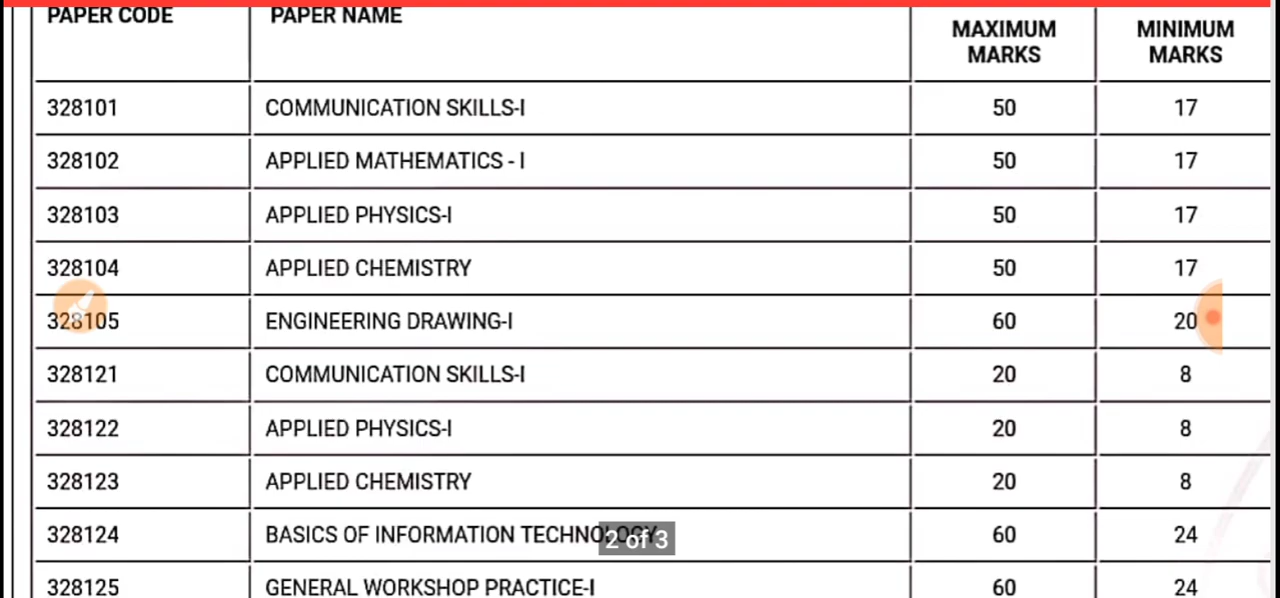 PAPER CODE PAPER NAME MAXIMUM MARKS MINIMUM MARKS
328101 COMMUNICATION SKILLS-I 50 17
328102 APPLIED MATHEMATICS - I 50 17
328103 APPLIED PHYSICS-I 50 17
328104 APPLIED CHEMISTRY 50 17
328105 ENGINEERING DRAWING-I 60 20
328121 COMMUNICATION SKILLS-I 20 8
328122 APPLIED PHYSICS-I 20 8
328123 APPLIED CHEMISTRY 20 8
328124 BASICS OF INFORMATION TECHNOLOGY 60 24
2 of 3
328125 GENERAL WORKSHOP PRACTICE-I 60 24